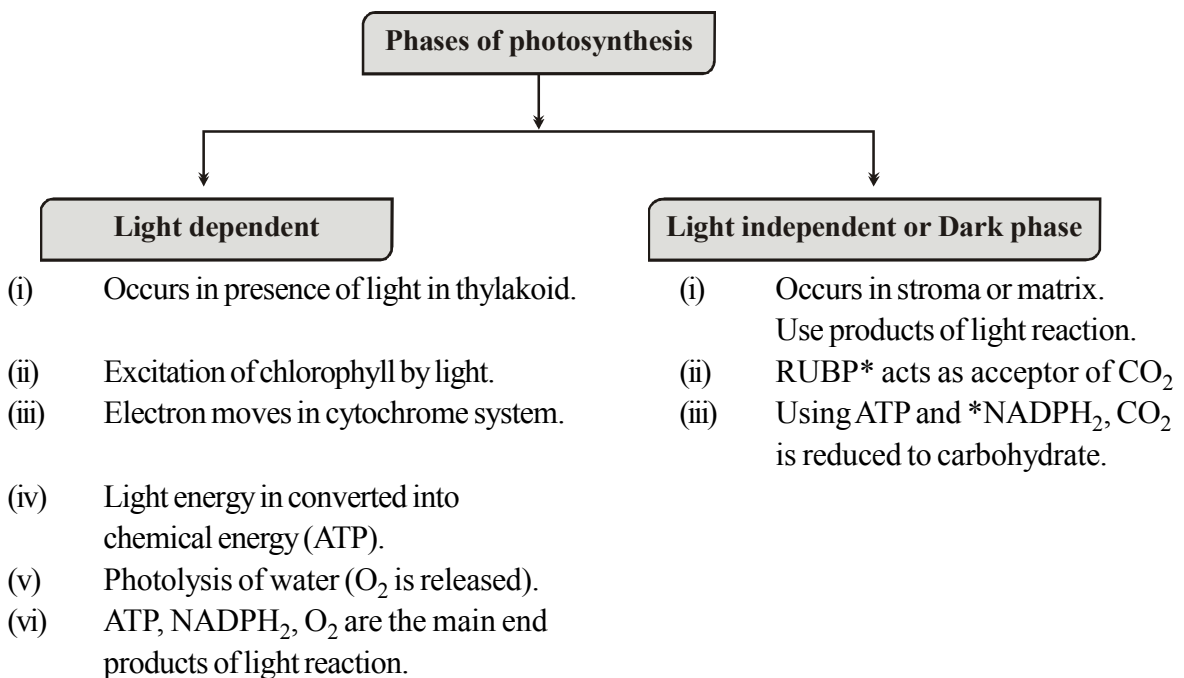 Phases of photosynthesis
Light dependent
(i) Occurs in presence of light in thylakoid.
(ii) Excitation of chlorophyll by light.
(iii) Electron moves in cytochrome system.
(iv) Light energy in converted into
chemical energy (ATP).
(v) Photolysis of water (O₂ is released).
(vi) ATP, NADPH₂, O₂ are the main end
products of light reaction.
Light independent or Dark phase
(i) Occurs in stroma or matrix.
Use products of light reaction.
(ii) RUBP* acts as acceptor of CO₂
(iii) Using ATP and *NADPH₂, CO₂
is reduced to carbohydrate.